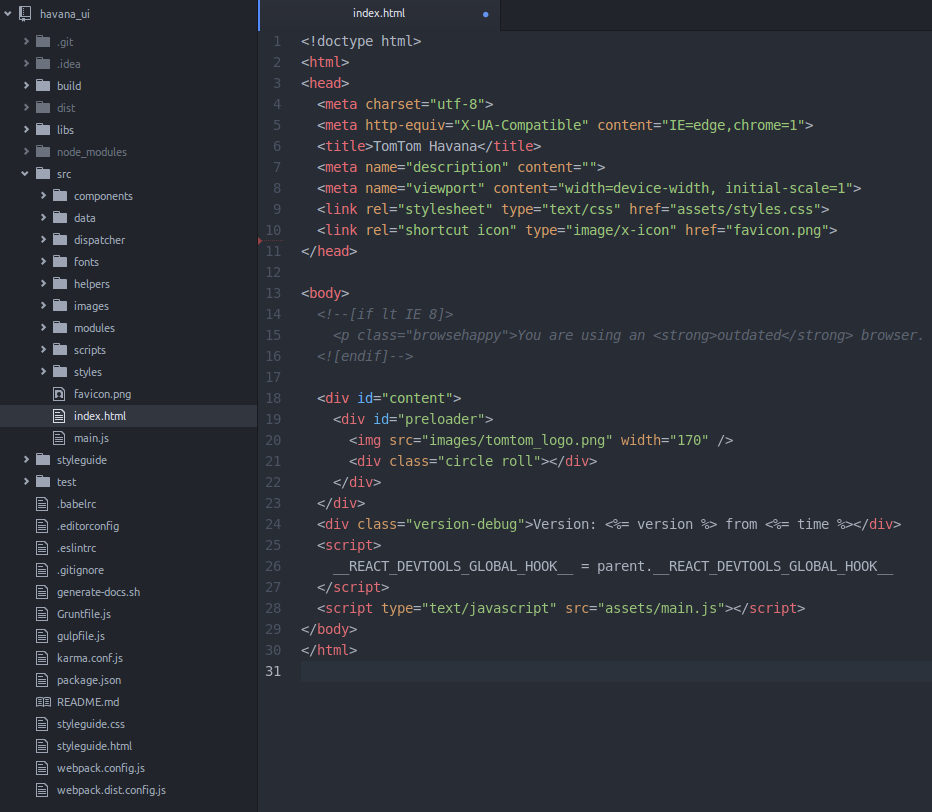 havana_ui
.git
.idea
build
dist
libs
node_modules
src
components
data
dispatcher
fonts
helpers
images
modules
scripts
styles
favicon.png
index.html
main.js
styleguide
test
.babelrc
.editorconfig
.eslintrc
.gitignore
generate-docs.sh
Gruntfile.js
gulpfile.js
karma.conf.js
package.json
README.md
styleguide.css
styleguide.html
webpack.config.js
webpack.dist.config.js
index.html
1 <!doctype html>
2 <html>
3 <head>
4 <meta charset="utf-8">
5 <meta http-equiv="X-UA-Compatible" content="IE=edge,chrome=1">
6 <title>TomTom Havana</title>
7 <meta name="description" content="">
8 <meta name="viewport" content="width=device-width, initial-scale=1">
9 <link rel="stylesheet" type="text/css" href="assets/styles.css">
10 <link rel="shortcut icon" type="image/x-icon" href="favicon.png">
11 </head>
12
13 <body>
14 <!--[if lt IE 8]>
15 <p class="browsehappy">You are using an <strong>outdated</strong> browser.
16 <![endif]-->
17
18 <div id="content">
19 <div id="preloader">
20 <img src="images/tomtom_logo.png" width="170" />
21 <div class="circle roll"></div>
22 </div>
23 </div>
24 <div class="version-debug">Version: <%= version %> from <%= time %></div>
25 <script>
26 __REACT_DEVTOOLS_GLOBAL_HOOK__ = parent.__REACT_DEVTOOLS_GLOBAL_HOOK__
27 </script>
28 <script type="text/javascript" src="assets/main.js"></script>
29 </body>
30 </html>
31